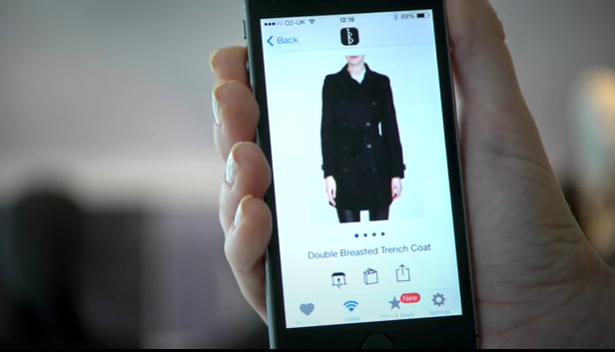 O2-UK 12:16 69%
Back
Double Breasted Trench Coat
New
Settings